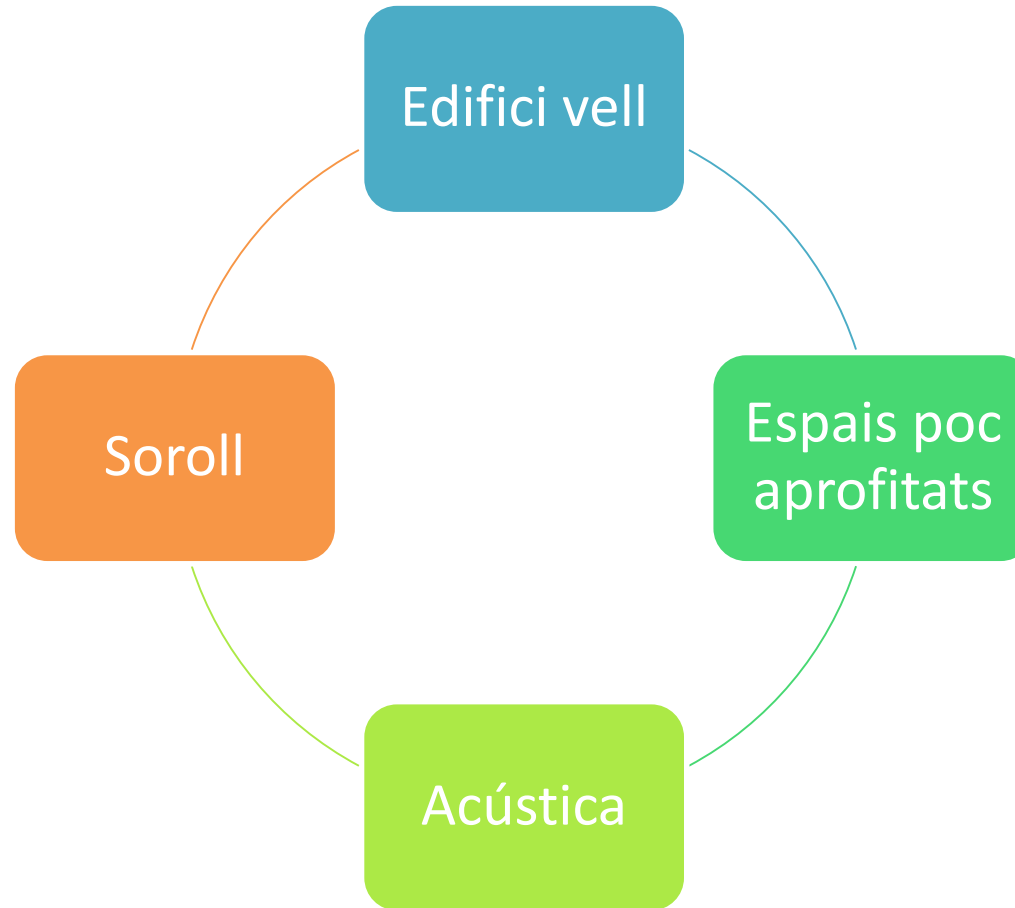 Edifici vell
Espais poc
aprofitats
Acústica
Soroll